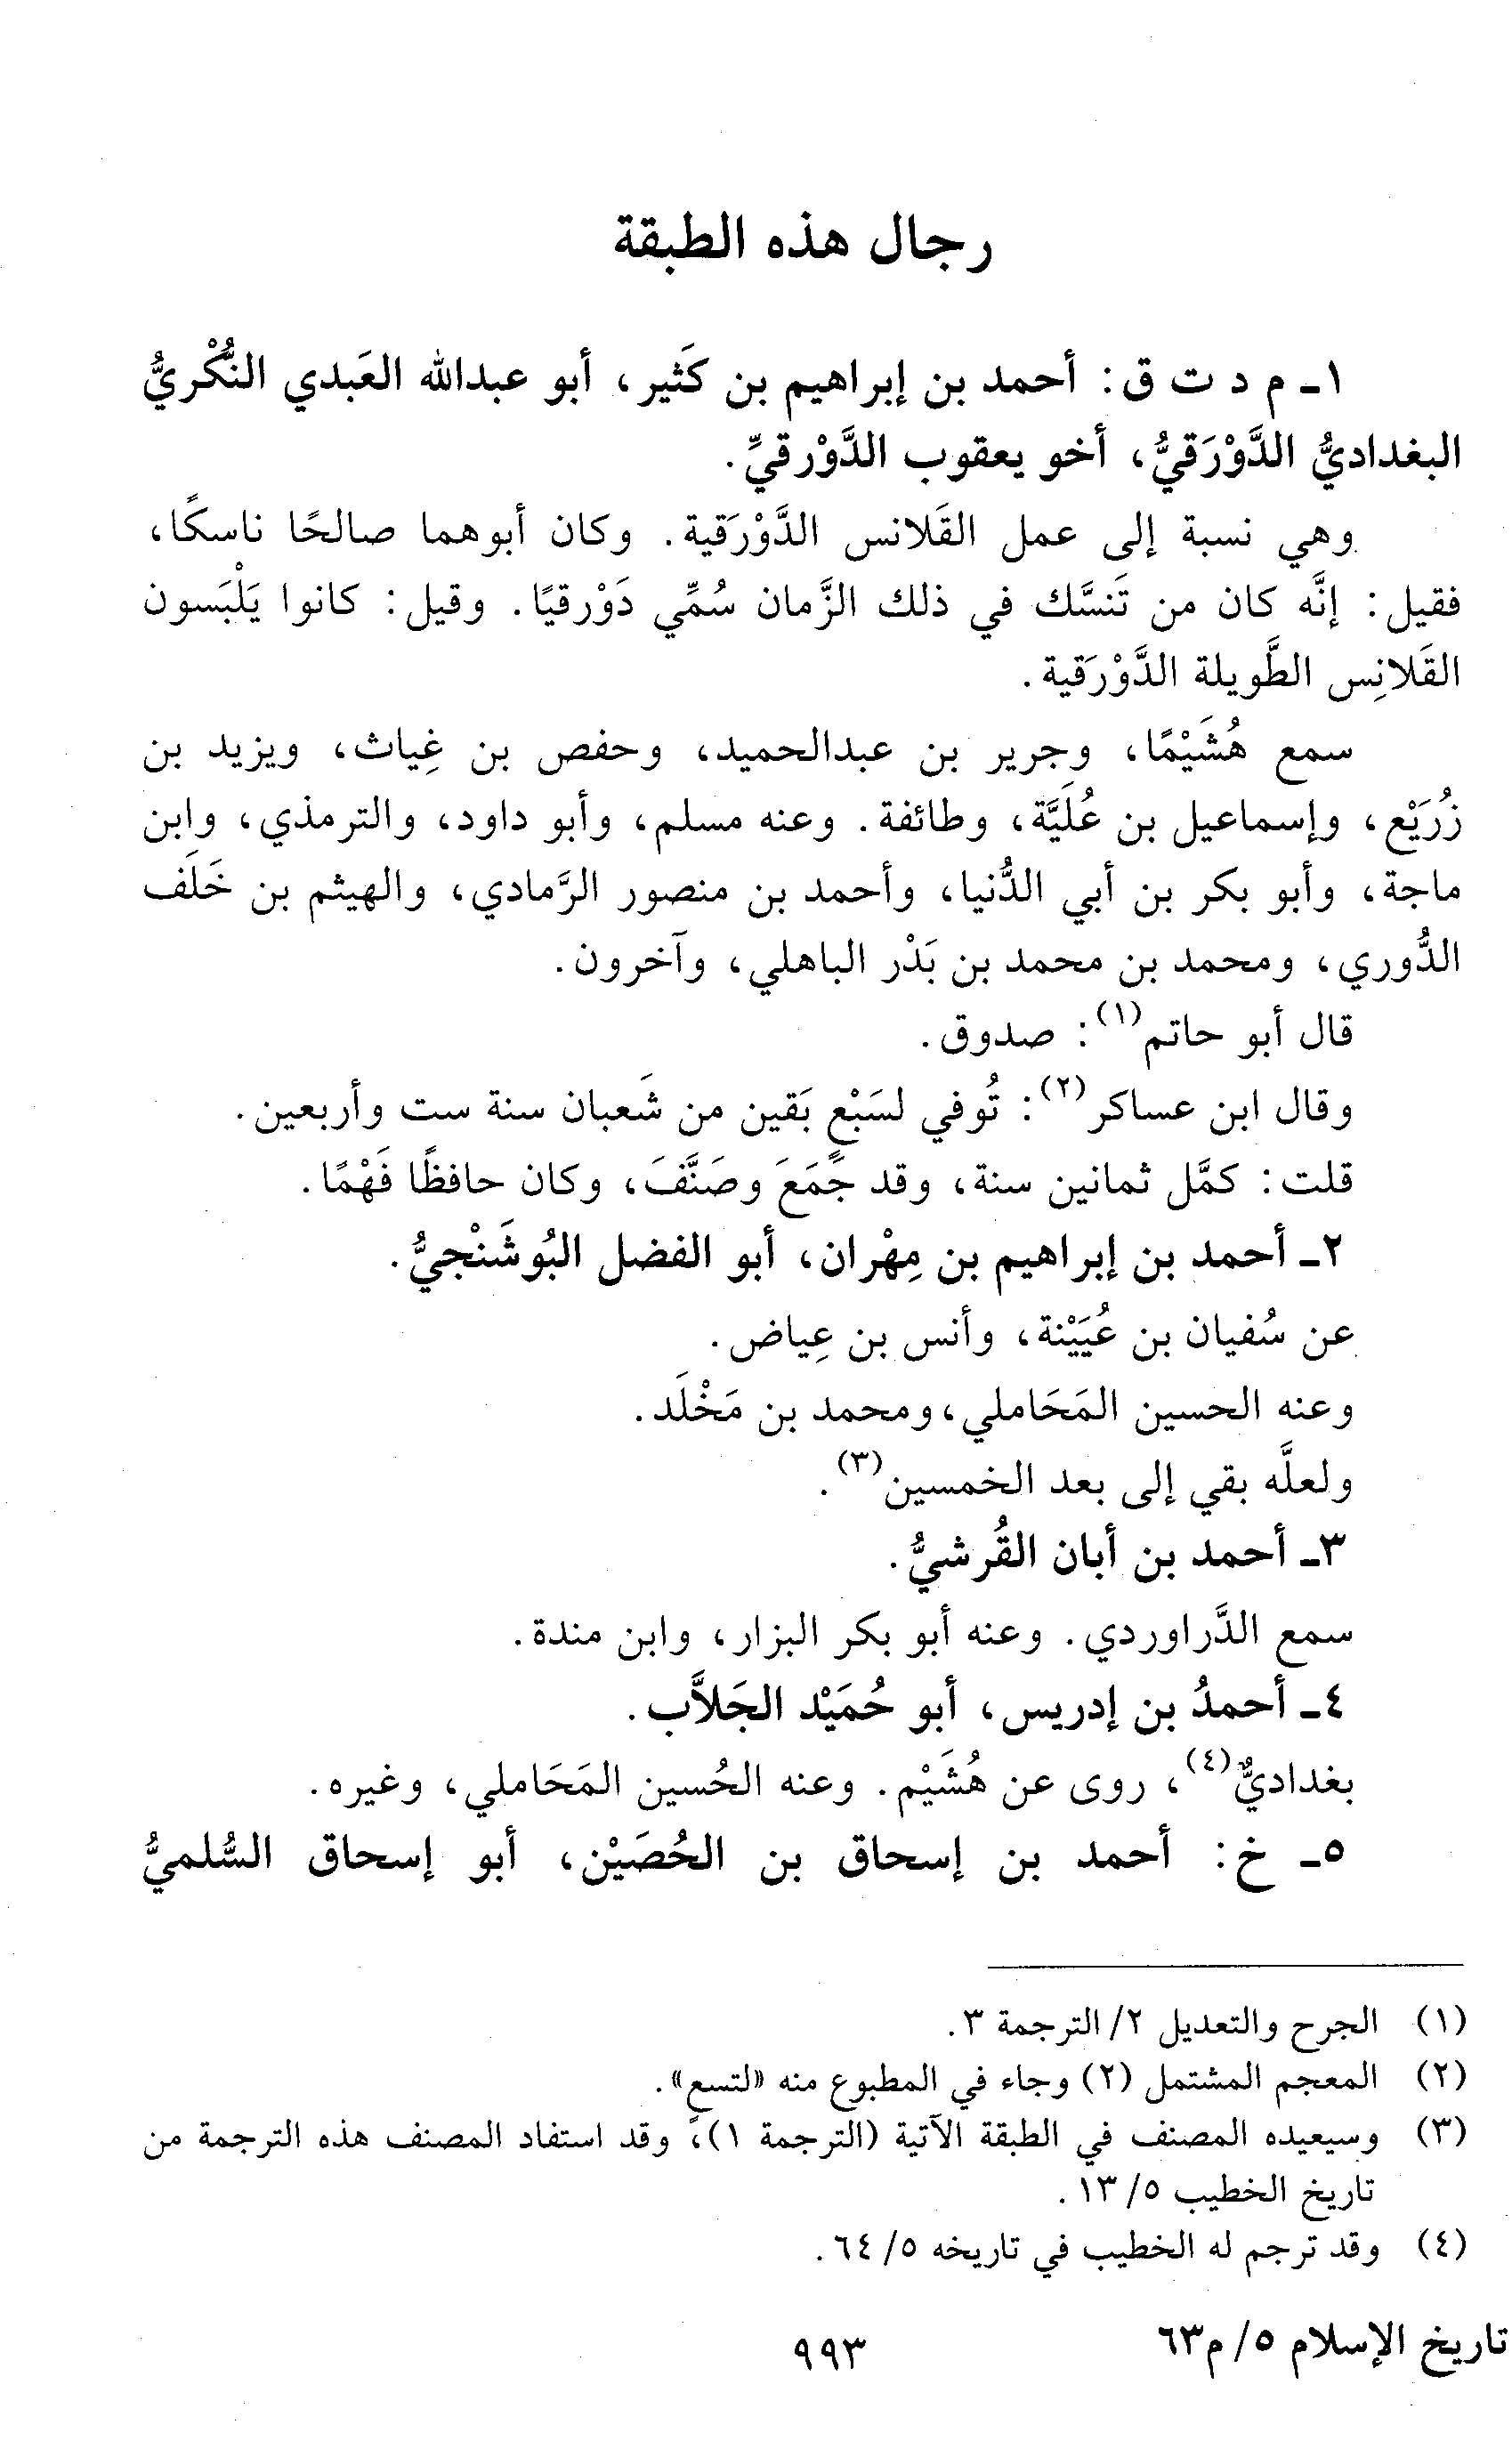 رجال هذه الطبقة
١ـ م د ت ق: أحمد بن إبراهيم بن كَثير، أبو عبدالله العَبدي النُّكْريُّ
البغداديُّ الدَّوْرَقيُّ، أخو يعقوب الدَّوْرقيِّ.
وهي نسبة إلى عمل القَلانس الدَّوْرَقية. وكان أبوهما صالحًا ناسكًا،
فقيل: إنَّه كان من تَنسَّك في ذلك الزَّمان سُمِّي دَوْرقيًا. وقيل: كانوا يَلْبَسون
القَلانِس الطَّويلة الدَّوْرَقية.
سمع هُشَيْمًا، وجرير بن عبدالحميد، وحفص بن غِياث، ويزيد بن
زُرَيْع، وإسماعيل بن عُلَيَّة، وطائفة. وعنه مسلم، وأبو داود، والترمذي، وابن
ماجة، وأبو بكر بن أبي الدُّنيا، وأحمد بن منصور الرَّمادي، والهيثم بن خَلَف
الدُّوري، ومحمد بن محمد بن بَدْر الباهلي، وآخرون.
قال أبو حاتم(١): صدوق.
وقال ابن عساكر(٢): تُوفي لسَبْعٍ بَقين من شَعبان سنة ست وأربعين.
قلت: كمَّل ثمانين سنة، وقد جَمَعَ وصَنَّفَ، وكان حافظًا فَهْمًا.
٢ـ أحمد بن إبراهيم بن مِهْران، أبو الفضل البُوشَنْجيُّ.
عن سُفيان بن عُيَيْنة، وأنس بن عِياض.
وعنه الحسين المَحَاملي، ومحمد بن مَخْلَد.
ولعلَّه بقي إلى بعد الخمسين(٣).
٣ـ أحمد بن أبان القُرشيُّ.
سمع الدَّراوردي. وعنه أبو بكر البزار، وابن مندة.
٤ـ أحمدُ بن إدريس، أبو حُمَيْد الجَلاَّب.
بغداديٌّ(٤)، روى عن هُشَيْم. وعنه الحُسين المَحَاملي، وغيره.
٥ـ خ: أحمد بن إسحاق بن الحُصَيْن، أبو إسحاق السُّلميُّ
(١) الجرح والتعديل ٢/ الترجمة ٣.
(٢) المعجم المشتمل (٢) وجاء في المطبوع منه «لتسع».
(٣) وسيعيده المصنف في الطبقة الآتية (الترجمة ١)، وقد استفاد المصنف هذه الترجمة من
تاريخ الخطيب ٥/ ١٣.
(٤) وقد ترجم له الخطيب في تاريخه ٥/ ٦٤.
تاريخ الإسلام ٥/ م٦٣
٩٩٣